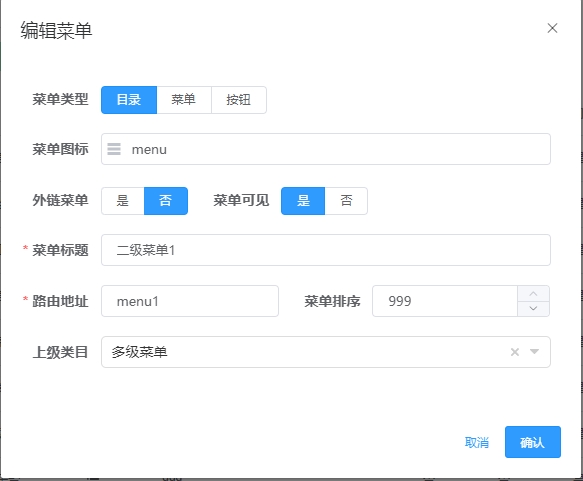 编辑菜单
菜单类型 目录 菜单 按钮
菜单图标 menu
外链菜单 是 否 菜单可见 是 否
* 菜单标题 二级菜单1
* 路由地址 menu1 菜单排序 999
上级类目 多级菜单
取消 确认